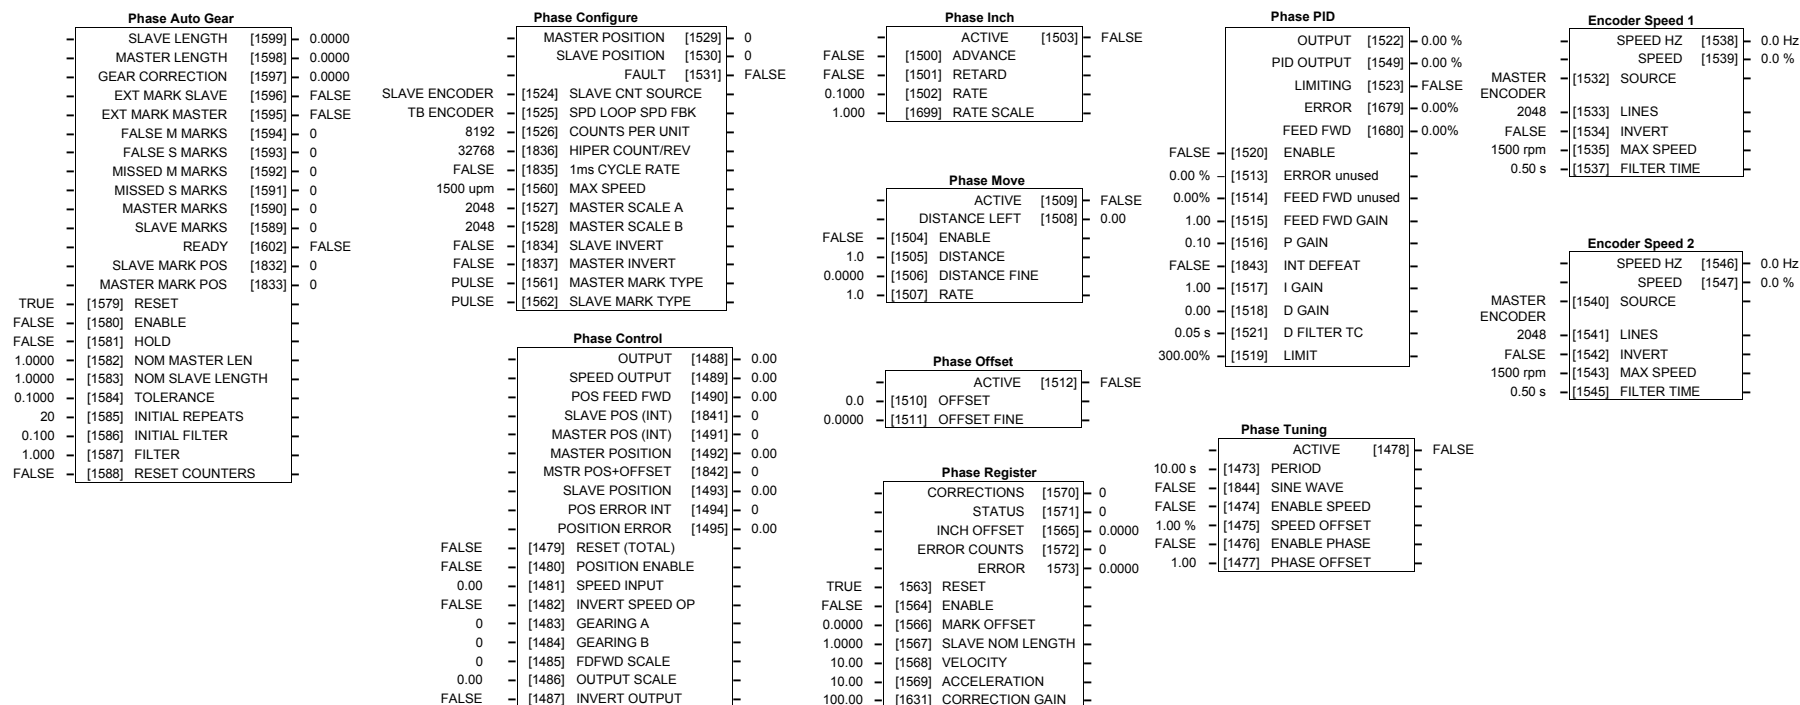 Phase Auto Gear
SLAVE LENGTH [1599] 0.0000
MASTER LENGTH [1598] 0.0000
GEAR CORRECTION [1597] 0.0000
EXT MARK SLAVE [1596] FALSE
EXT MARK MASTER [1595] FALSE
FALSE M MARKS [1594] 0
FALSE S MARKS [1593] 0
MISSED M MARKS [1592] 0
MISSED S MARKS [1591] 0
MASTER MARKS [1590] 0
SLAVE MARKS [1589] 0
READY [1602] FALSE
SLAVE MARK POS [1832] 0
MASTER MARK POS [1833] 0
TRUE [1579] RESET
FALSE [1580] ENABLE
FALSE [1581] HOLD
1.0000 [1582] NOM MASTER LEN
1.0000 [1583] NOM SLAVE LENGTH
0.1000 [1584] TOLERANCE
20 [1585] INITIAL REPEATS
0.100 [1586] INITIAL FILTER
1.000 [1587] FILTER
FALSE [1588] RESET COUNTERS
Phase Configure
MASTER POSITION [1529] 0
SLAVE POSITION [1530] 0
FAULT [1531] FALSE
SLAVE ENCODER [1524] SLAVE CNT SOURCE
TB ENCODER [1525] SPD LOOP SPD FBK
8192 [1526] COUNTS PER UNIT
32768 [1836] HIPER COUNT/REV
FALSE [1835] 1ms CYCLE RATE
1500 upm [1560] MAX SPEED
2048 [1527] MASTER SCALE A
2048 [1528] MASTER SCALE B
FALSE [1834] SLAVE INVERT
FALSE [1837] MASTER INVERT
PULSE [1561] MASTER MARK TYPE
PULSE [1562] SLAVE MARK TYPE
Phase Control
OUTPUT [1488] 0.00
SPEED OUTPUT [1489] 0.00
POS FEED FWD [1490] 0.00
SLAVE POS (INT) [1841] 0
MASTER POS (INT) [1491] 0
MASTER POSITION [1492] 0.00
MSTR POS+OFFSET [1842] 0
SLAVE POSITION [1493] 0.00
POS ERROR INT [1494] 0
POSITION ERROR [1495] 0.00
FALSE [1479] RESET (TOTAL)
FALSE [1480] POSITION ENABLE
0.00 [1481] SPEED INPUT
FALSE [1482] INVERT SPEED OP
0 [1483] GEARING A
0 [1484] GEARING B
0 [1485] FDFWD SCALE
0.00 [1486] OUTPUT SCALE
FALSE [1487] INVERT OUTPUT
Phase Inch
ACTIVE [1503] FALSE
FALSE [1500] ADVANCE
FALSE [1501] RETARD
0.1000 [1502] RATE
1.000 [1699] RATE SCALE
Phase Move
ACTIVE [1509] FALSE
DISTANCE LEFT [1508] 0.00
FALSE [1504] ENABLE
1.0 [1505] DISTANCE
0.0000 [1506] DISTANCE FINE
1.0 [1507] RATE
Phase Offset
ACTIVE [1512] FALSE
0.0 [1510] OFFSET
0.0000 [1511] OFFSET FINE
Phase Register
CORRECTIONS [1570] 0
STATUS [1571] 0
INCH OFFSET [1565] 0.0000
ERROR COUNTS [1572] 0
ERROR 1573] 0.0000
TRUE 1563] RESET
FALSE [1564] ENABLE
0.0000 [1566] MARK OFFSET
1.0000 [1567] SLAVE NOM LENGTH
10.00 [1568] VELOCITY
10.00 [1569] ACCELERATION
100.00 [1631] CORRECTION GAIN
Phase PID
OUTPUT [1522] 0.00 %
PID OUTPUT [1549] 0.00 %
LIMITING [1523] FALSE
ERROR [1679] 0.00%
FEED FWD [1680] 0.00%
FALSE [1520] ENABLE
0.00 % [1513] ERROR unused
0.00% [1514] FEED FWD unused
1.00 [1515] FEED FWD GAIN
0.10 [1516] P GAIN
FALSE [1843] INT DEFEAT
1.00 [1517] I GAIN
0.00 [1518] D GAIN
0.05 s [1521] D FILTER TC
300.00% [1519] LIMIT
Phase Tuning
ACTIVE [1478] FALSE
10.00 s [1473] PERIOD
FALSE [1844] SINE WAVE
FALSE [1474] ENABLE SPEED
1.00 % [1475] SPEED OFFSET
FALSE [1476] ENABLE PHASE
1.00 [1477] PHASE OFFSET
Encoder Speed 1
SPEED HZ [1538] 0.0 Hz
SPEED [1539] 0.0 %
MASTER [1532] SOURCE
ENCODER
2048 [1533] LINES
FALSE [1534] INVERT
1500 rpm [1535] MAX SPEED
0.50 s [1537] FILTER TIME
Encoder Speed 2
SPEED HZ [1546] 0.0 Hz
SPEED [1547] 0.0 %
MASTER [1540] SOURCE
ENCODER
2048 [1541] LINES
FALSE [1542] INVERT
1500 rpm [1543] MAX SPEED
0.50 s [1545] FILTER TIME